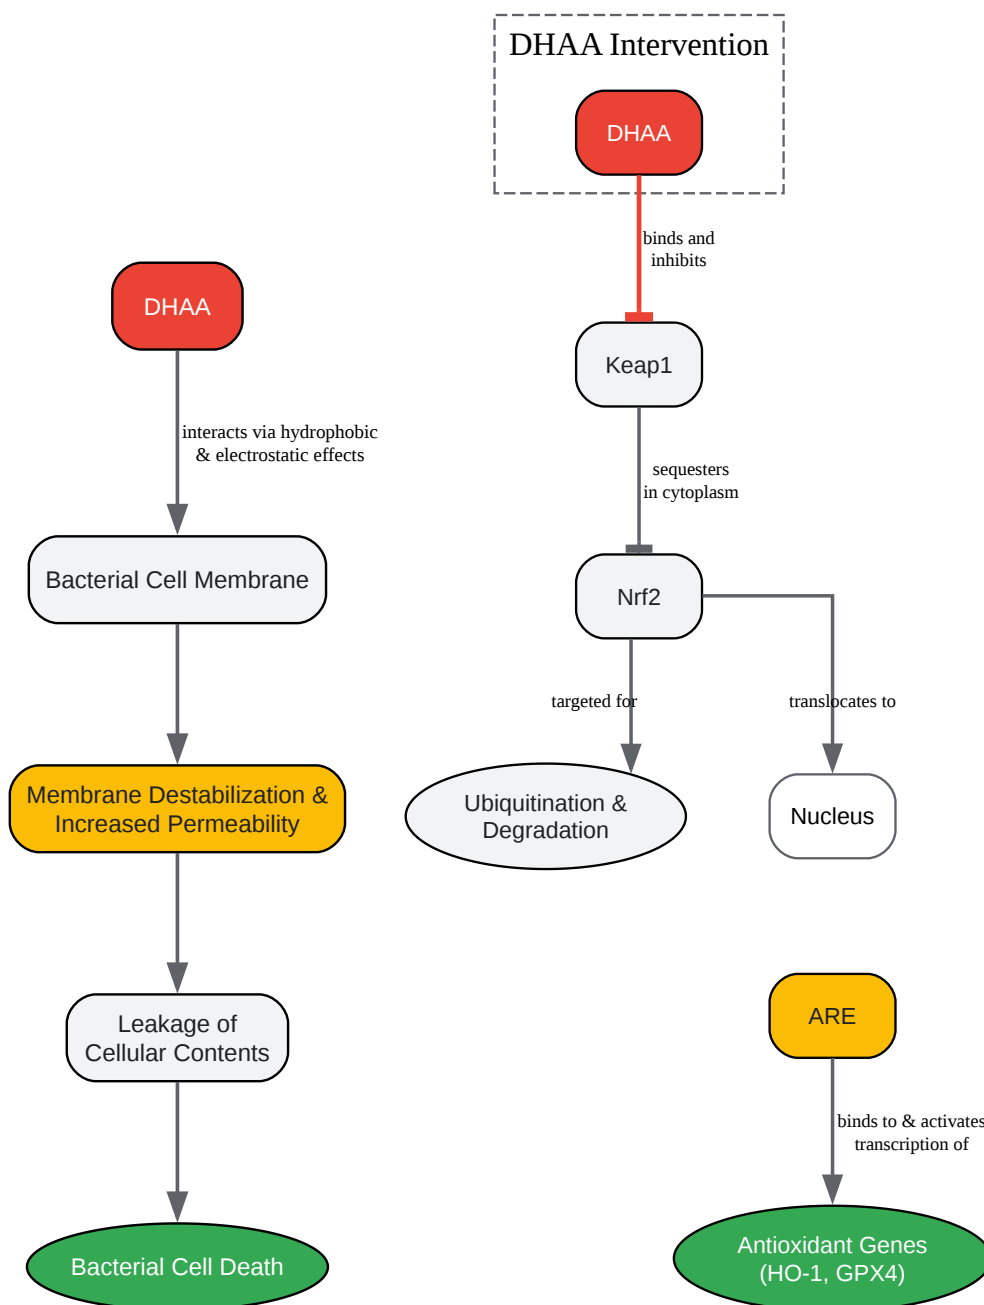 DHAA
interacts via hydrophobic
& electrostatic effects
Bacterial Cell Membrane
Membrane Destabilization &
Increased Permeability
Leakage of
Cellular Contents
Bacterial Cell Death
DHAA Intervention
DHAA
binds and
inhibits
Keap1
sequesters
in cytoplasm
Nrf2
targeted for
translocates to
Ubiquitination &
Degradation
Nucleus
ARE
binds to & activates
transcription of
Antioxidant Genes
(HO-1, GPX4)